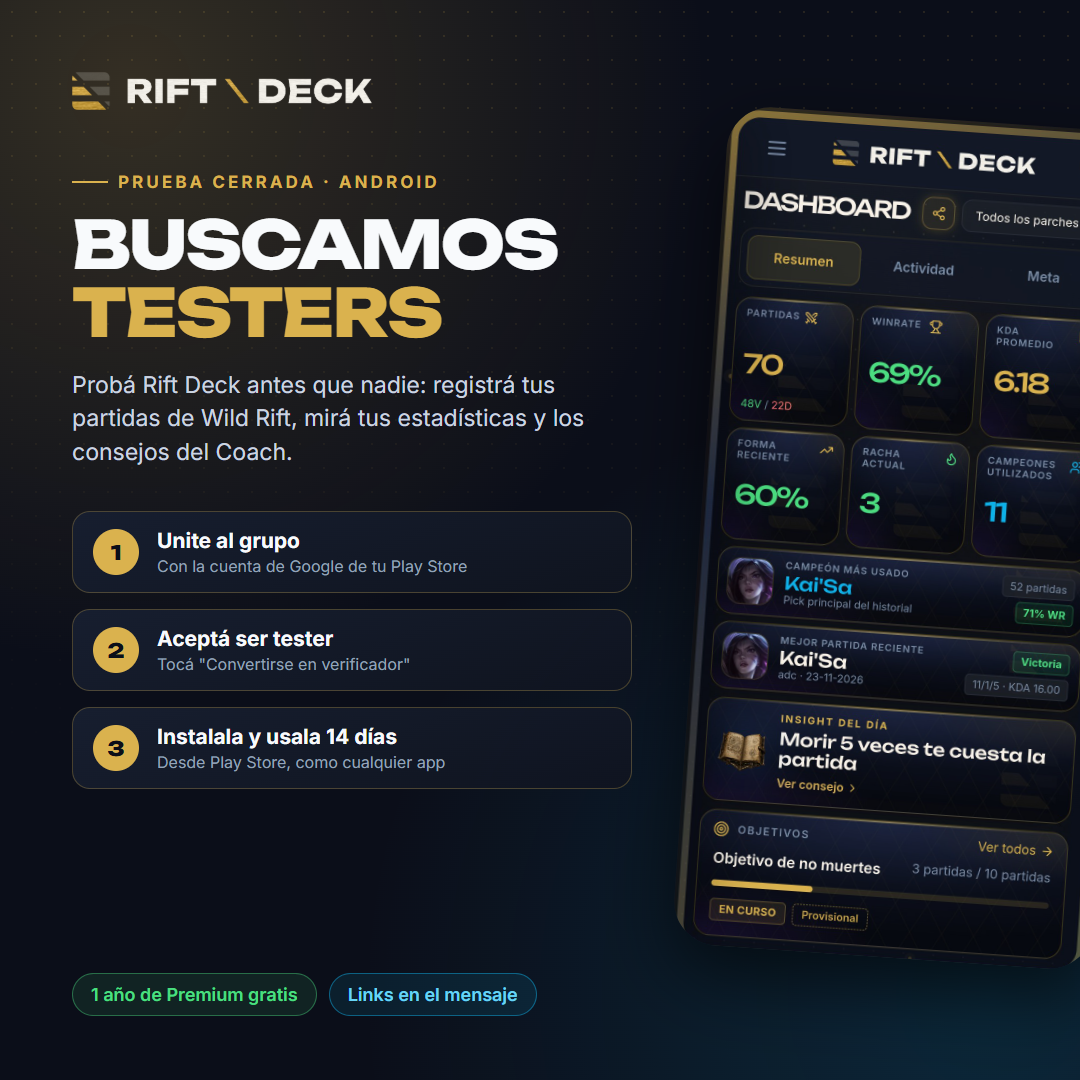 RIFT \ DECK
PRUEBA CERRADA · ANDROID
BUSCAMOS
TESTERS
Probá Rift Deck antes que nadie: registrá tus
partidas de Wild Rift, mirá tus estadísticas y los
consejos del Coach.
1
Unite al grupo
Con la cuenta de Google de tu Play Store
2
Aceptá ser tester
Tocá "Convertirse en verificador"
3
Instalala y usala 14 días
Desde Play Store, como cualquier app
1 año de Premium gratis
Links en el mensaje
RIFT \ DECK
DASHBOARD
Todos los parches
Resumen
Actividad
Meta
PARTIDAS
70
48V / 22D
WINRATE
69%
KDA
PROMEDIO
6.18
FORMA
RECIENTE
60%
RACHA
ACTUAL
3
CAMPEONES
UTILIZADOS
11
CAMPEÓN MÁS USADO
Kai'Sa
Pick principal del historial
52 partidas
71% WR
MEJOR PARTIDA RECIENTE
Kai'Sa
adc · 23-11-2026
Victoria
11/1/5 · KDA 16.00
INSIGHT DEL DÍA
Morir 5 veces te cuesta la
partida
Ver consejo
OBJETIVOS
Ver todos →
Objetivo de no muertes
3 partidas / 10 partidas
EN CURSO
Provisional